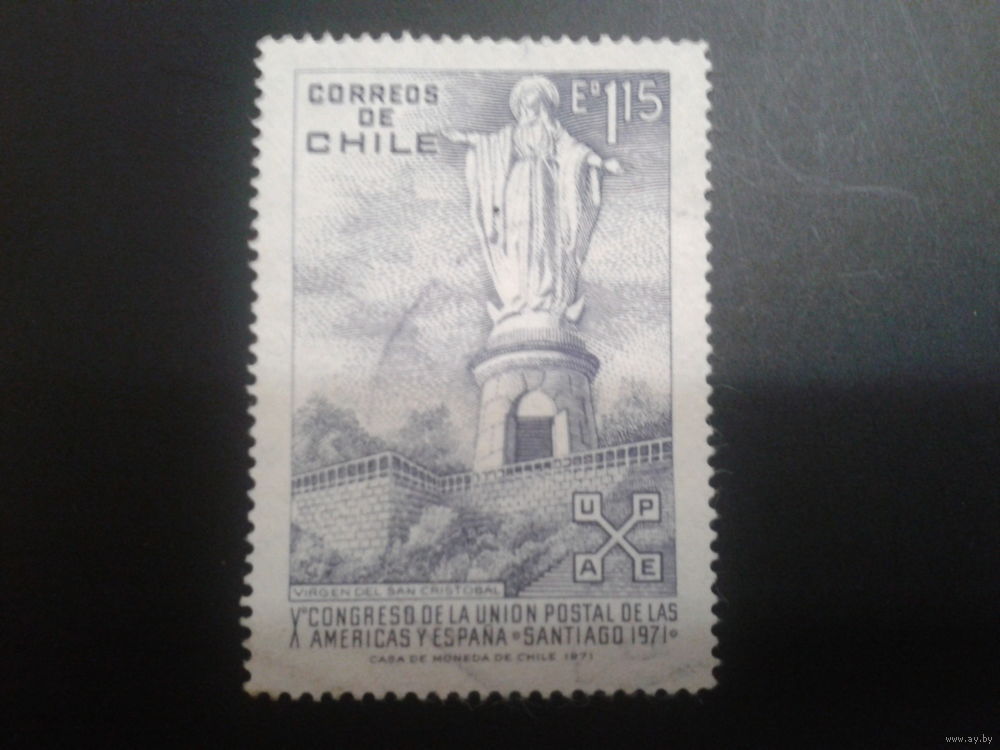 CORREOS
DE
CHILE
Eº 1.15
U P
A E
VIRGEN DEL SAN CRISTOBAL
Xº CONGRESO DE LA UNION POSTAL DE LAS
AMERICAS Y ESPAÑA • SANTIAGO 1971 •
CASA DE MONEDA DE CHILE 1971
www.ay.by